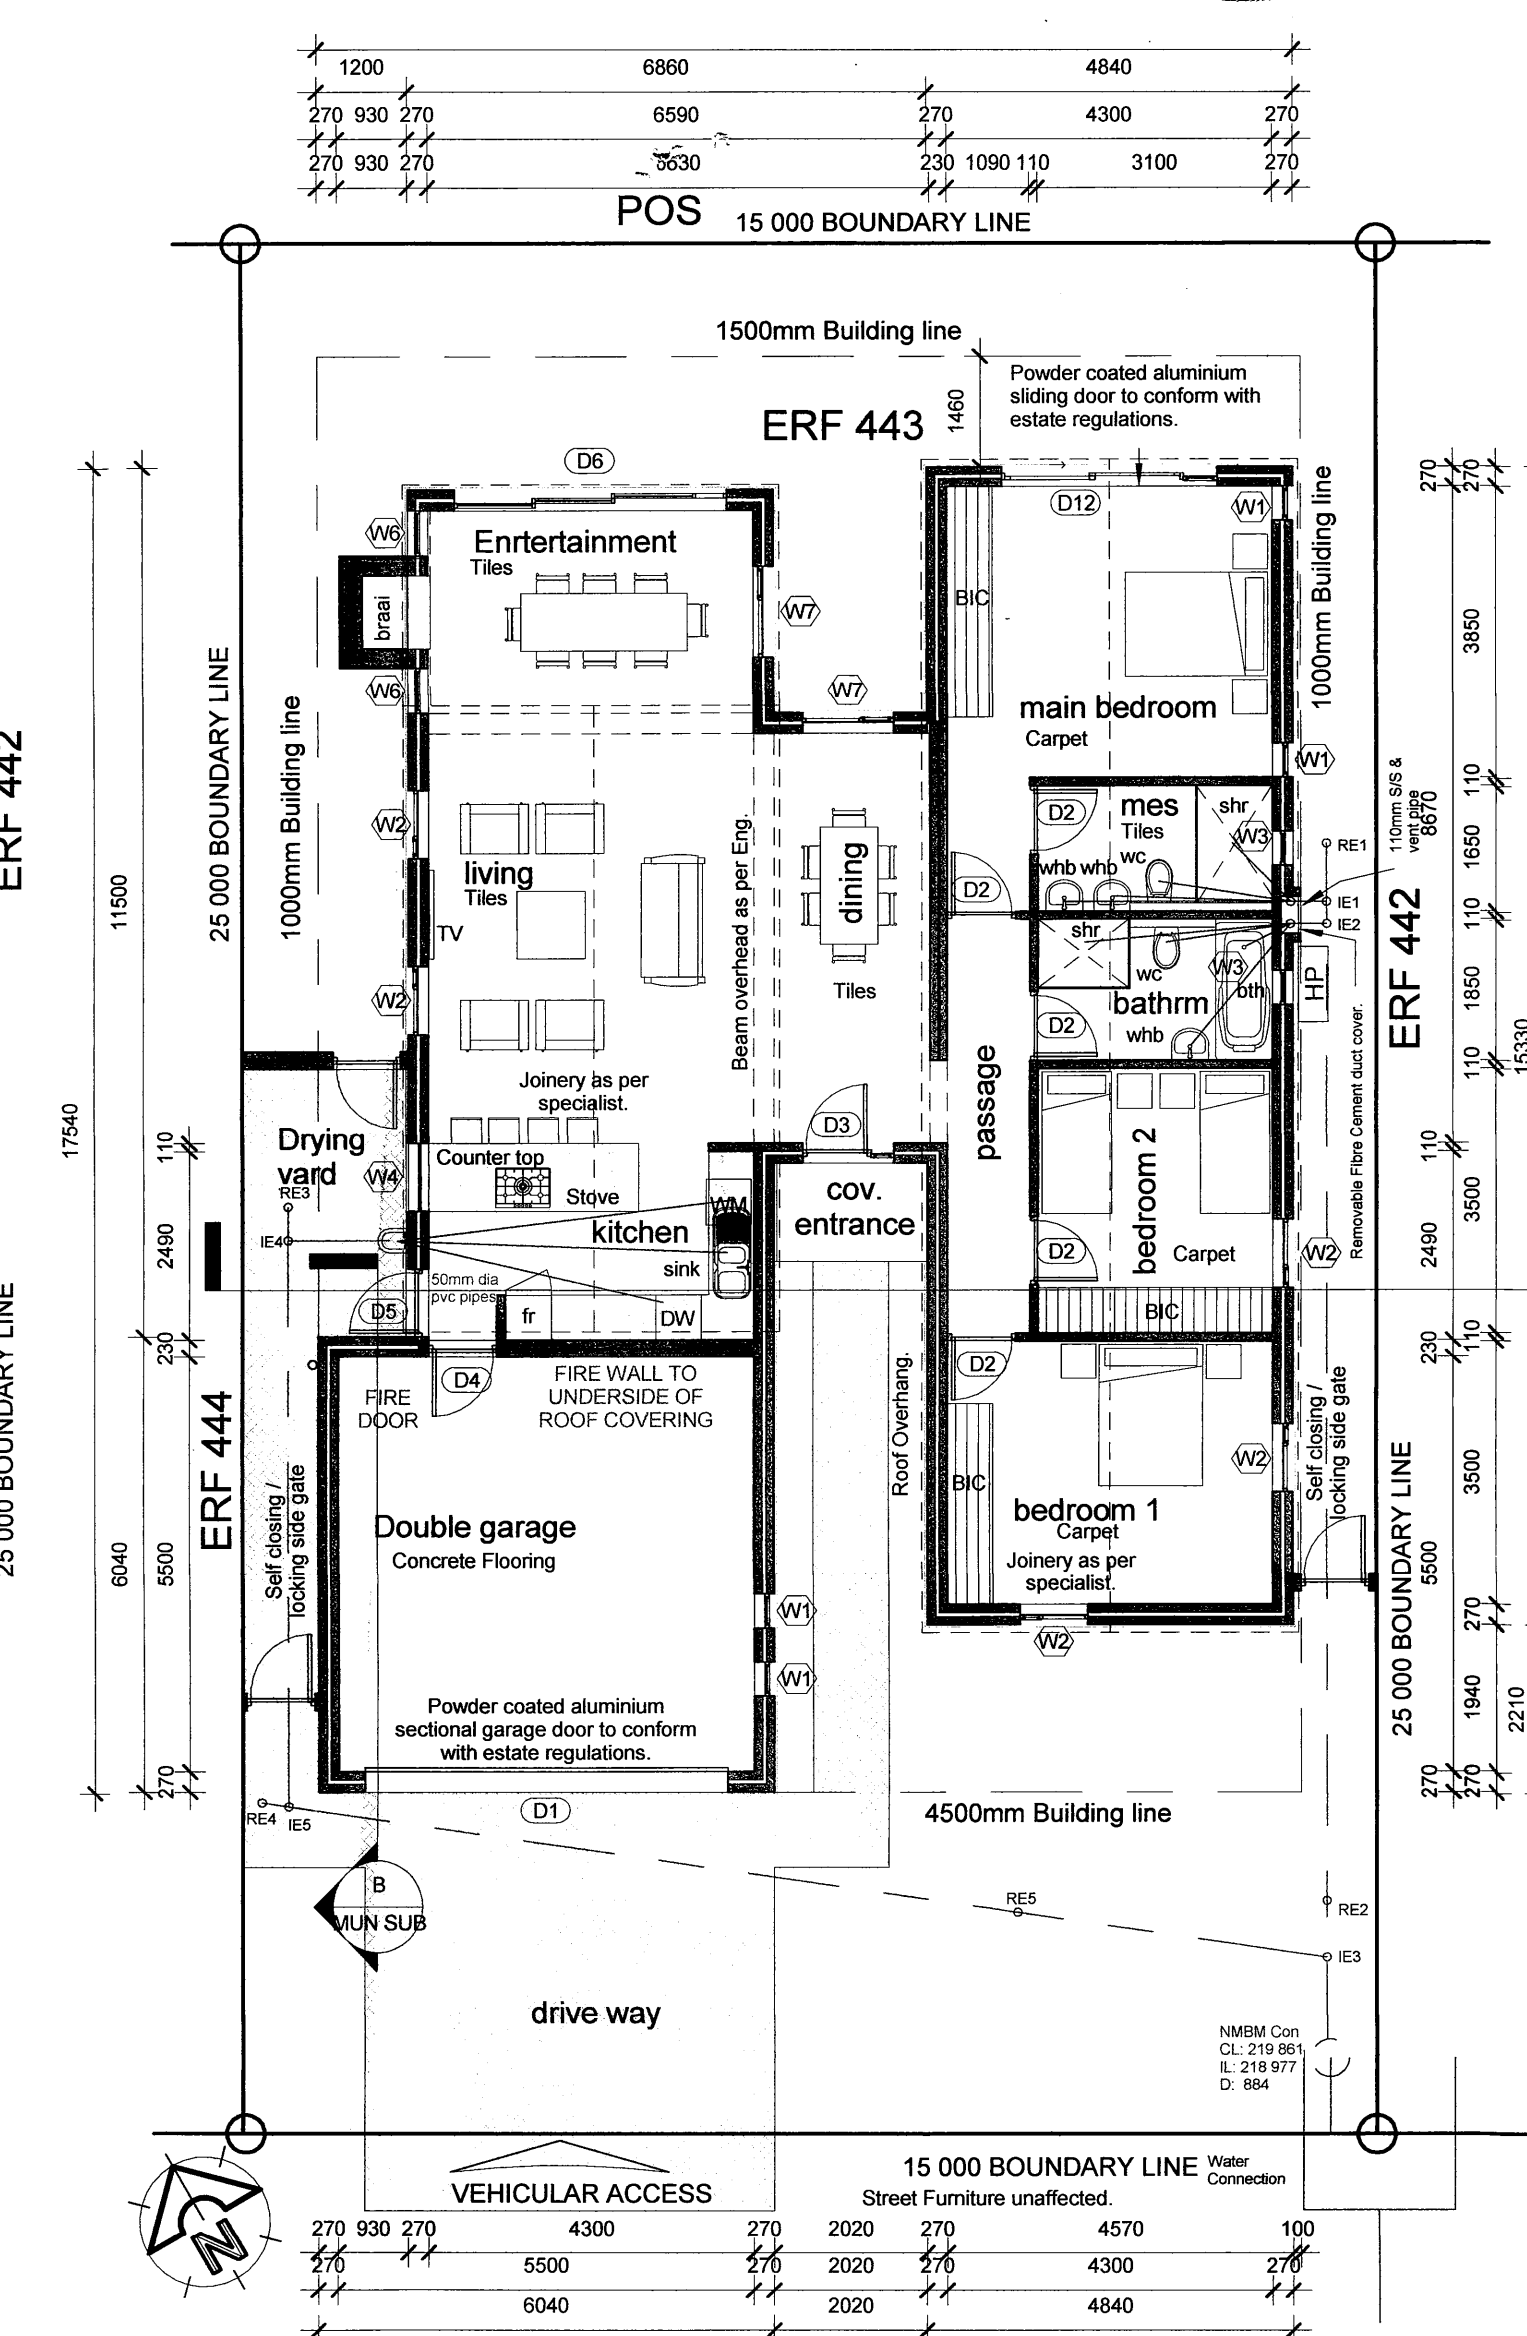 1200 6860 4840
270 930 270 6590 270 4300 270
270 930 270 6630 230 1090 110 3100 270
POS 15 000 BOUNDARY LINE
1500mm Building line
Powder coated aluminium
sliding door to conform with
estate regulations.
1460
ERF 443
D6
D12
W1
W6
Enrtertainment
Tiles
braai
W7
BIC
W6
W7
main bedroom
Carpet
W1
1000mm Building line
270
270
3850
110
1650
110
1850
110
3500
110
3500
270
1940
270
8670
110
2490
230
5500
270
2210
15330
110mm S/S &
vent pipe
ERF 442
25 000 BOUNDARY LINE
1000mm Building line
ERF 442
25 000 BOUNDARY LINE
11500
17540
6040
110
2490
230
5500
270
W2
living
Tiles
TV
W2
Beam overhead as per Eng.
dining
Tiles
D2
mes
Tiles
shr
W3
whb whb wc
D2
RE1
IE1
IE2
shr
wc
W3
bth
HP
bathrm
whb
D2
Removable Fibre Cement duct cover.
Joinery as per
specialist.
D3
passage
Drying
yard
RE3
W4
IE4
Counter top
Stove
WM
kitchen
sink
50mm dia
pvc pipes
fr
DW
D5
cov.
entrance
bedroom 2
Carpet
D2
W2
BIC
D4
FIRE
DOOR
FIRE WALL TO
UNDERSIDE OF
ROOF COVERING
Roof Overhang.
D2
BIC
W2
bedroom 1
Carpet
Joinery as per
specialist.
W2
Self closing /
locking side gate
25 000 BOUNDARY LINE
ERF 444
Self closing /
locking side gate
Double garage
Concrete Flooring
W1
W1
Powder coated aluminium
sectional garage door to conform
with estate regulations.
D1
4500mm Building line
RE4
IE5
B
MUN SUB
RE5
RE2
IE3
drive way
NMBM Con
CL: 219 861
IL: 218 977
D: 884
15 000 BOUNDARY LINE
Water
Connection
VEHICULAR ACCESS
Street Furniture unaffected.
N
270 930 270 4300 270 2020 270 4570 100
270 5500 270 2020 270 4300 270
6040 2020 4840